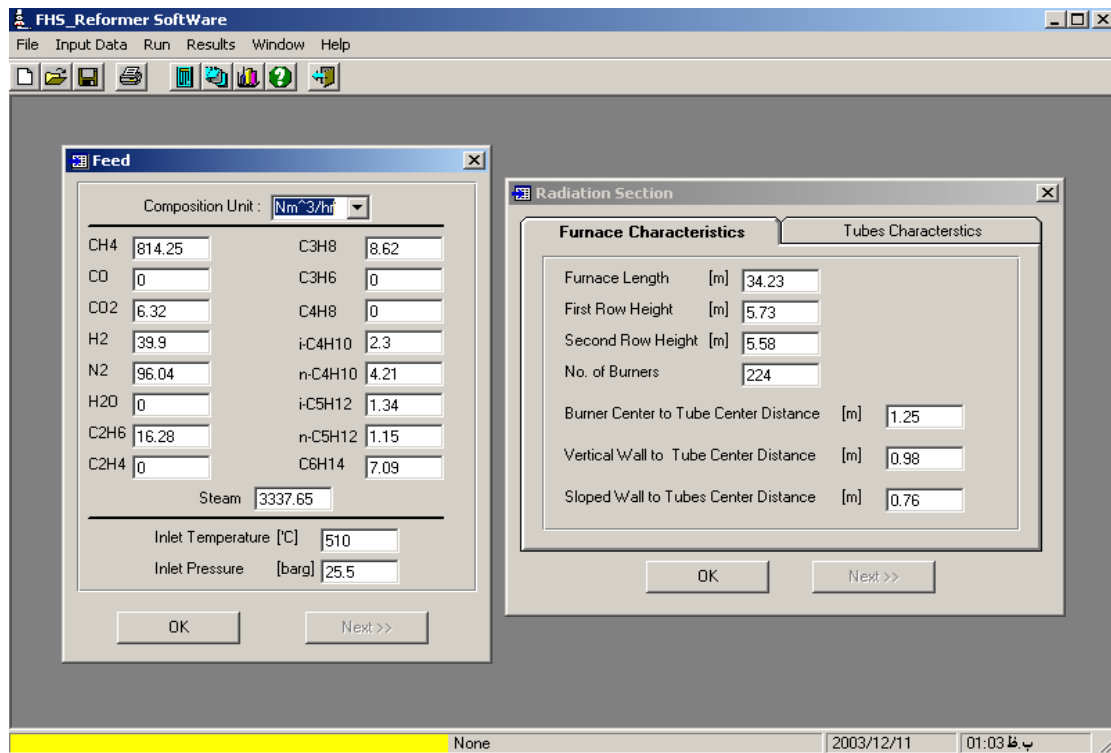 FHS_Reformer SoftWare
File Input Data Run Results Window Help
Feed
Composition Unit : Nm^3/hr
CH4 814.25 C3H8 8.62
CO 0 C3H6 0
CO2 6.32 C4H8 0
H2 39.9 i-C4H10 2.3
N2 96.04 n-C4H10 4.21
H2O 0 i-C5H12 1.34
C2H6 16.28 n-C5H12 1.15
C2H4 0 C6H14 7.09
Steam 3337.65
Inlet Temperature ['C] 510
Inlet Pressure [barg] 25.5
OK Next >>
Radiation Section
Furnace Characteristics Tubes Characterstics
Furnace Length [m] 34.23
First Row Height [m] 5.73
Second Row Height [m] 5.58
No. of Burners 224
Burner Center to Tube Center Distance [m] 1.25
Vertical Wall to Tube Center Distance [m] 0.98
Sloped Wall to Tubes Center Distance [m] 0.76
OK Next >>
None 2003/12/11 01:03 ب.ظ